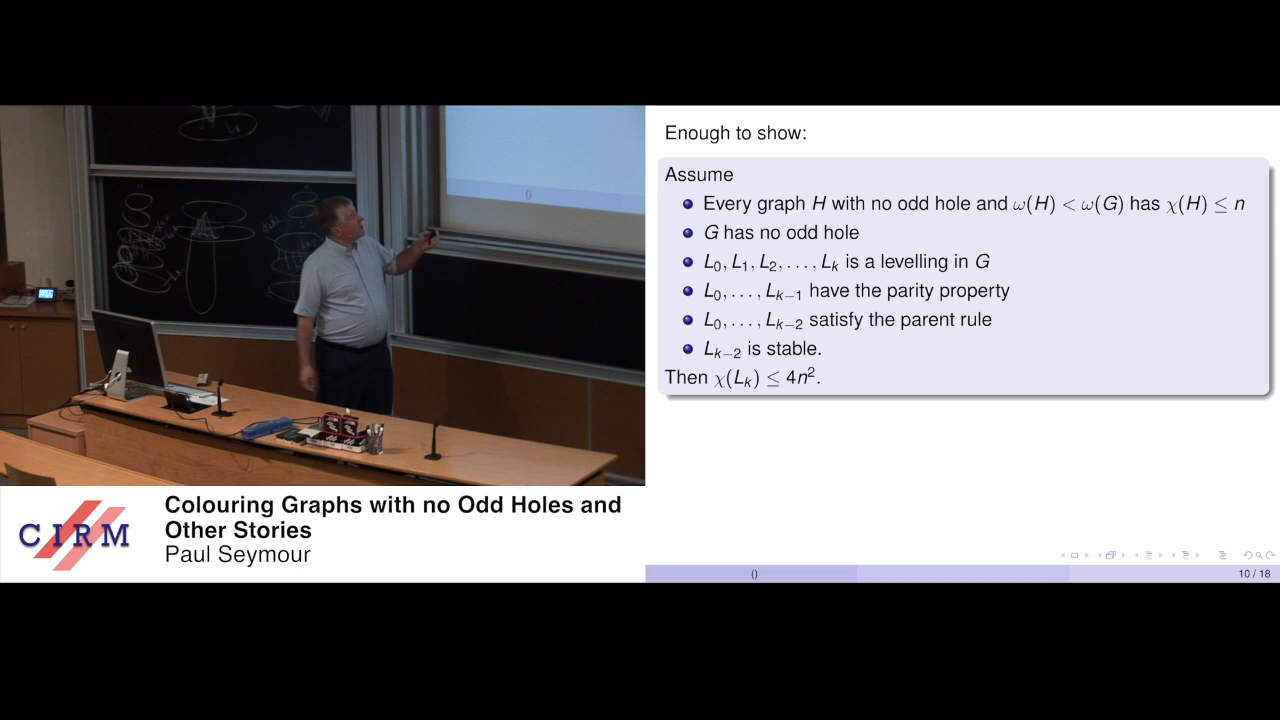 Enough to show:
Assume
Every graph H with no odd hole and ω(H) < ω(G) has χ(H) ≤ n
G has no odd hole
L₀, L₁, L₂, . . . , Lₖ is a levelling in G
L₀, . . . , Lₖ₋₁ have the parity property
L₀, . . . , Lₖ₋₂ satisfy the parent rule
Lₖ₋₂ is stable.
Then χ(Lₖ) ≤ 4n².
()
10 / 18
()
CIRM
Colouring Graphs with no Odd Holes and
Other Stories
Paul Seymour